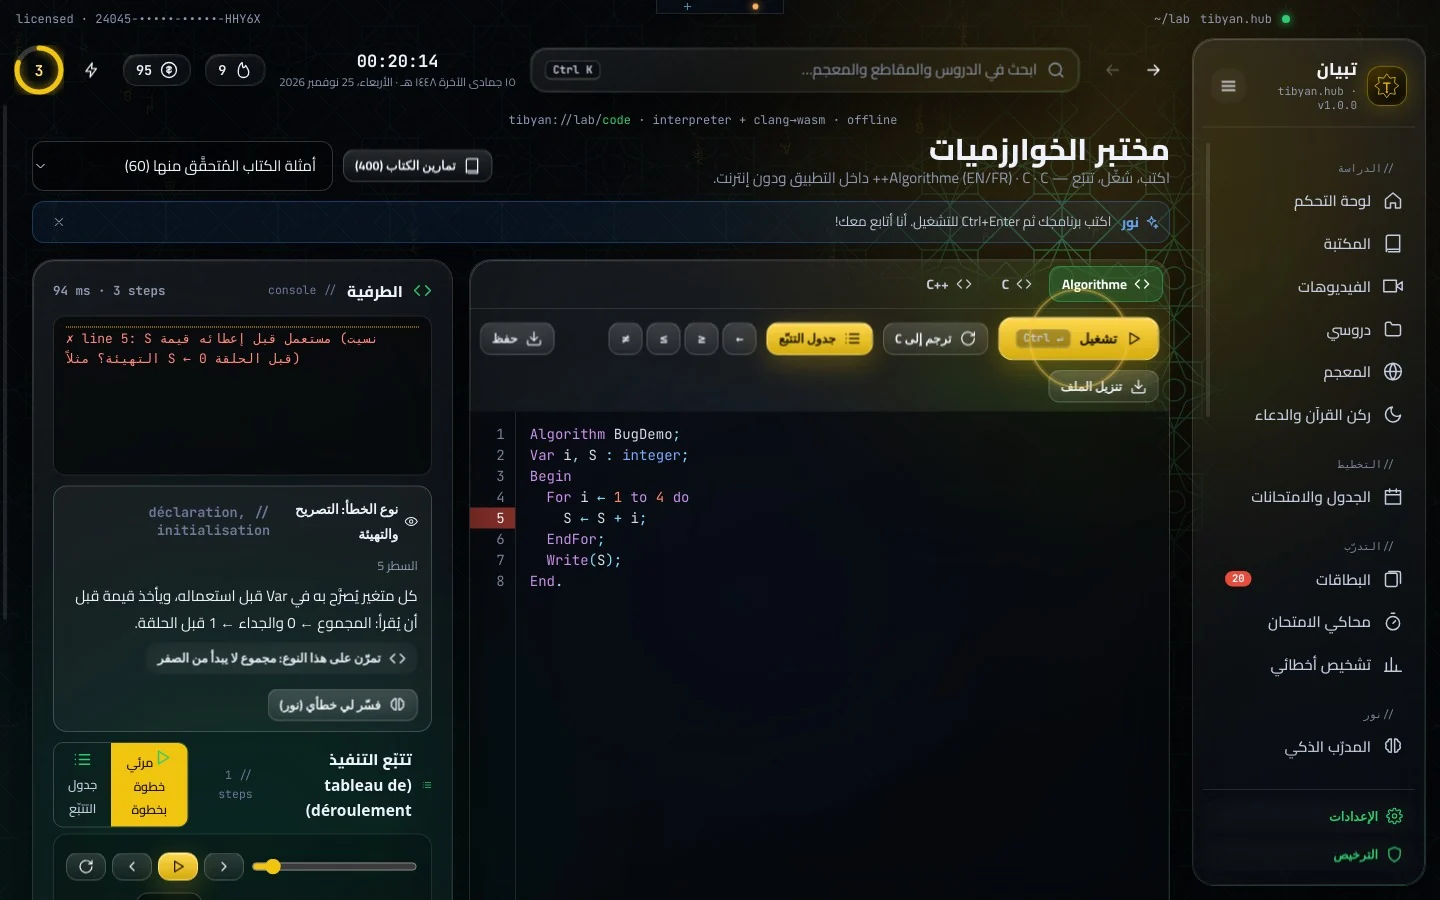 licensed · 24045-•••••-•••••-HHY6X
~/lab tibyan.hub
3
95
9
00:20:14
١٥ جمادى الآخرة ١٤٤٨ هـ · الأربعاء، 25 نوفمبر 2026
Ctrl K
ابحث في الدروس والمقاطع والمعجم...
تبيان
tibyan.hub · v1.0.0
// الدراسة
لوحة التحكم
المكتبة
الفيديوهات
دروسي
المعجم
ركن القرآن والدعاء
// التخطيط
الجدول والامتحانات
// التدرّب
البطاقات
20
محاكي الامتحان
تشخيص أخطائي
// نور
المدرّب الذكي
الإعدادات
الترخيص
tibyan://lab/code · interpreter + clang→wasm · offline
مختبر الخوارزميات
اكتب، شغّل، تتبّع — Algorithme (EN/FR) · C · C++ داخل التطبيق ودون إنترنت.
تمارين الكتاب (400)
أمثلة الكتاب المُتحقَّق منها (60)
نور اكتب برنامجك ثم Ctrl+Enter للتشغيل. أنا أتابع معك!
Algorithme
C
C++
تشغيل Ctrl ↵
ترجم إلى C
جدول التتبّع
←
≥
≤
≠
حفظ
تنزيل الملف
1 Algorithm BugDemo;
2 Var i, S : integer;
3 Begin
4 For i ← 1 to 4 do
5 S ← S + i;
6 EndFor;
7 Write(S);
8 End.
الطرفية
// console
94 ms · 3 steps
✗ line 5: S مستعمل قبل إعطائه قيمة (نسيت
التهيئة؟ مثلاً S ← 0 قبل الحلقة)
نوع الخطأ: التصريح والتهيئة
// déclaration, initialisation
السطر 5
كل متغير يُصرَّح به في Var قبل استعماله، ويأخذ قيمة قبل
أن يُقرأ: المجموع ← 0 والجداء ← 1 قبل الحلقة.
تمرّن على هذا النوع: مجموع لا يبدأ من الصفر
فسّر لي خطأي (نور)
تتبّع التنفيذ
(tableau de
déroulement)
// 1
steps
مرئي
خطوة
بخطوة
جدول
التتبّع